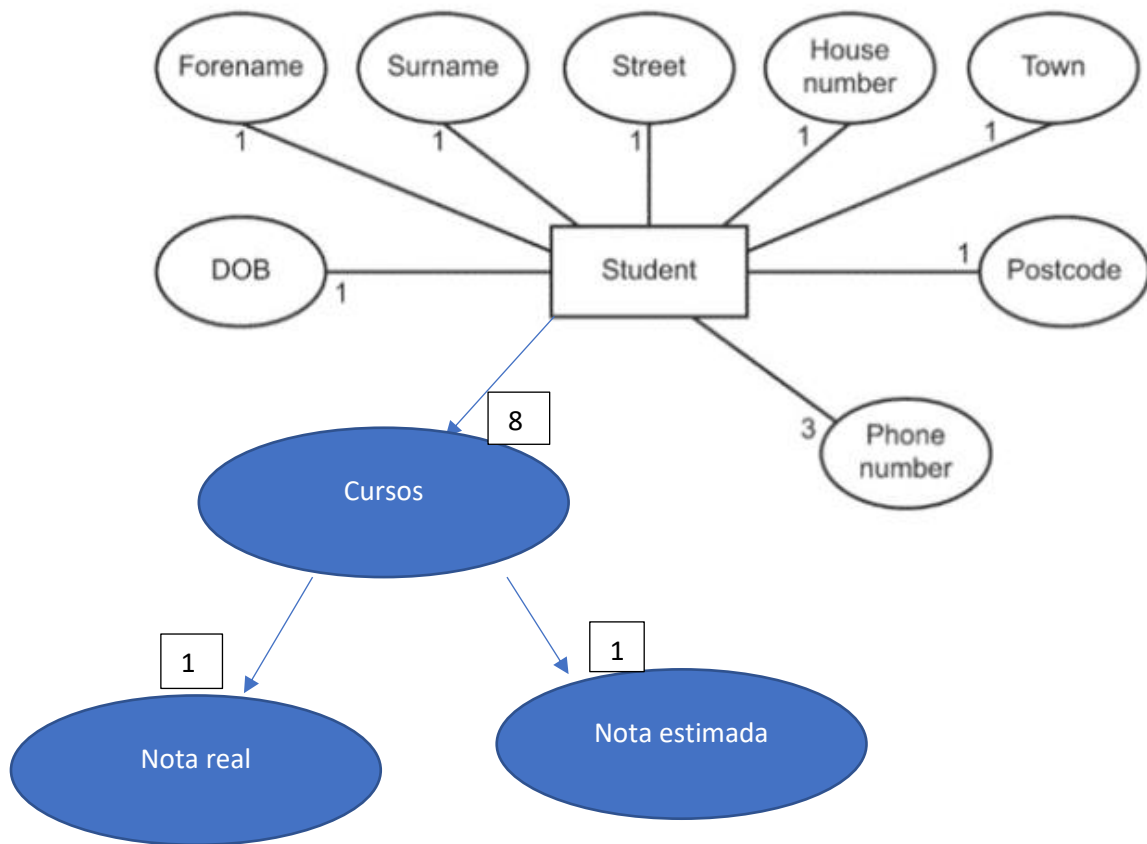 Forename
Surname
Street
House
number
Town
1
1
1
1
1
DOB
1
Student
1
Postcode
8
3
Phone
number
Cursos
1
1
Nota real
Nota estimada